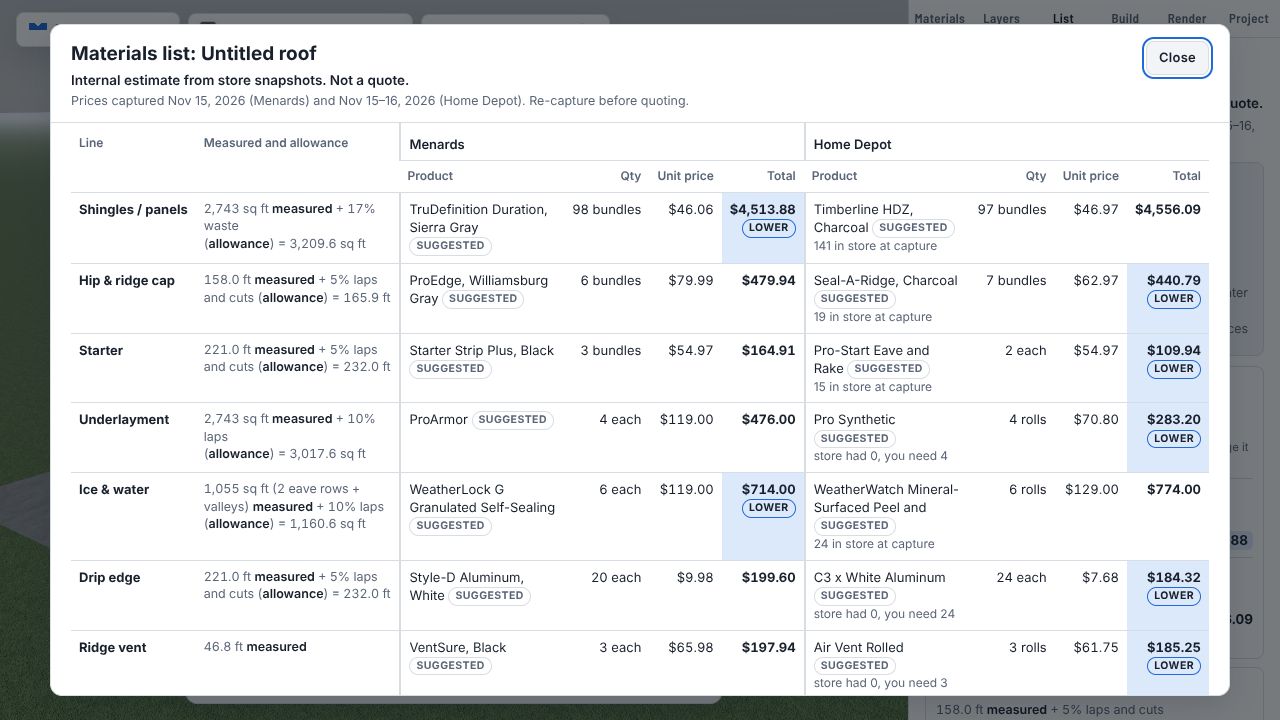 Materials Layers List Build Render Project
Materials list: Untitled roof
Close
Internal estimate from store snapshots. Not a quote.
Prices captured Nov 15, 2026 (Menards) and Nov 15–16, 2026 (Home Depot). Re-capture before quoting.
Line Measured and allowance Menards Home Depot
Product Qty Unit price Total Product Qty Unit price Total
Shingles / panels 2,743 sq ft measured + 17% TruDefinition Duration, 98 bundles $46.06 $4,513.88 Timberline HDZ, 97 bundles $46.97 $4,556.09
waste Sierra Gray LOWER Charcoal SUGGESTED
(allowance) = 3,209.6 sq ft SUGGESTED 141 in store at capture
Hip & ridge cap 158.0 ft measured + 5% laps ProEdge, Williamsburg 6 bundles $79.99 $479.94 Seal-A-Ridge, Charcoal 7 bundles $62.97 $440.79
and cuts (allowance) = 165.9 ft Gray SUGGESTED SUGGESTED LOWER
19 in store at capture
Starter 221.0 ft measured + 5% laps Starter Strip Plus, Black 3 bundles $54.97 $164.91 Pro-Start Eave and 2 each $54.97 $109.94
and cuts (allowance) = 232.0 ft SUGGESTED Rake SUGGESTED LOWER
15 in store at capture
Underlayment 2,743 sq ft measured + 10% ProArmor SUGGESTED 4 each $119.00 $476.00 Pro Synthetic 4 rolls $70.80 $283.20
laps SUGGESTED LOWER
(allowance) = 3,017.6 sq ft store had 0, you need 4
Ice & water 1,055 sq ft (2 eave rows + WeatherLock G 6 each $119.00 $714.00 WeatherWatch Mineral- 6 rolls $129.00 $774.00
valleys) measured + 10% laps Granulated Self-Sealing LOWER Surfaced Peel and
(allowance) = 1,160.6 sq ft SUGGESTED SUGGESTED
24 in store at capture
Drip edge 221.0 ft measured + 5% laps Style-D Aluminum, 20 each $9.98 $199.60 C3 x White Aluminum 24 each $7.68 $184.32
and cuts (allowance) = 232.0 ft White SUGGESTED SUGGESTED LOWER
store had 0, you need 24
Ridge vent 46.8 ft measured VentSure, Black 3 each $65.98 $197.94 Air Vent Rolled 3 rolls $61.75 $185.25
SUGGESTED SUGGESTED LOWER
store had 0, you need 3
158.0 ft measured + 5% laps and cuts